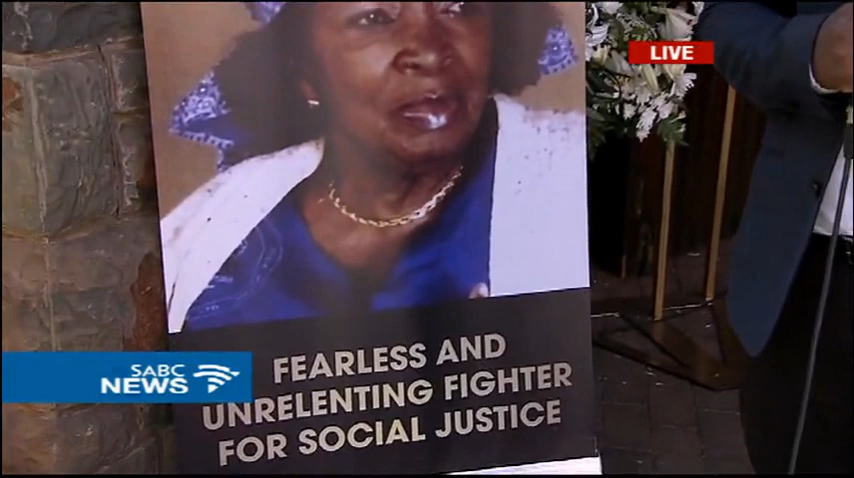 LIVE
SABC
NEWS
FEARLESS AND
UNRELENTING FIGHTER
FOR SOCIAL JUSTICE